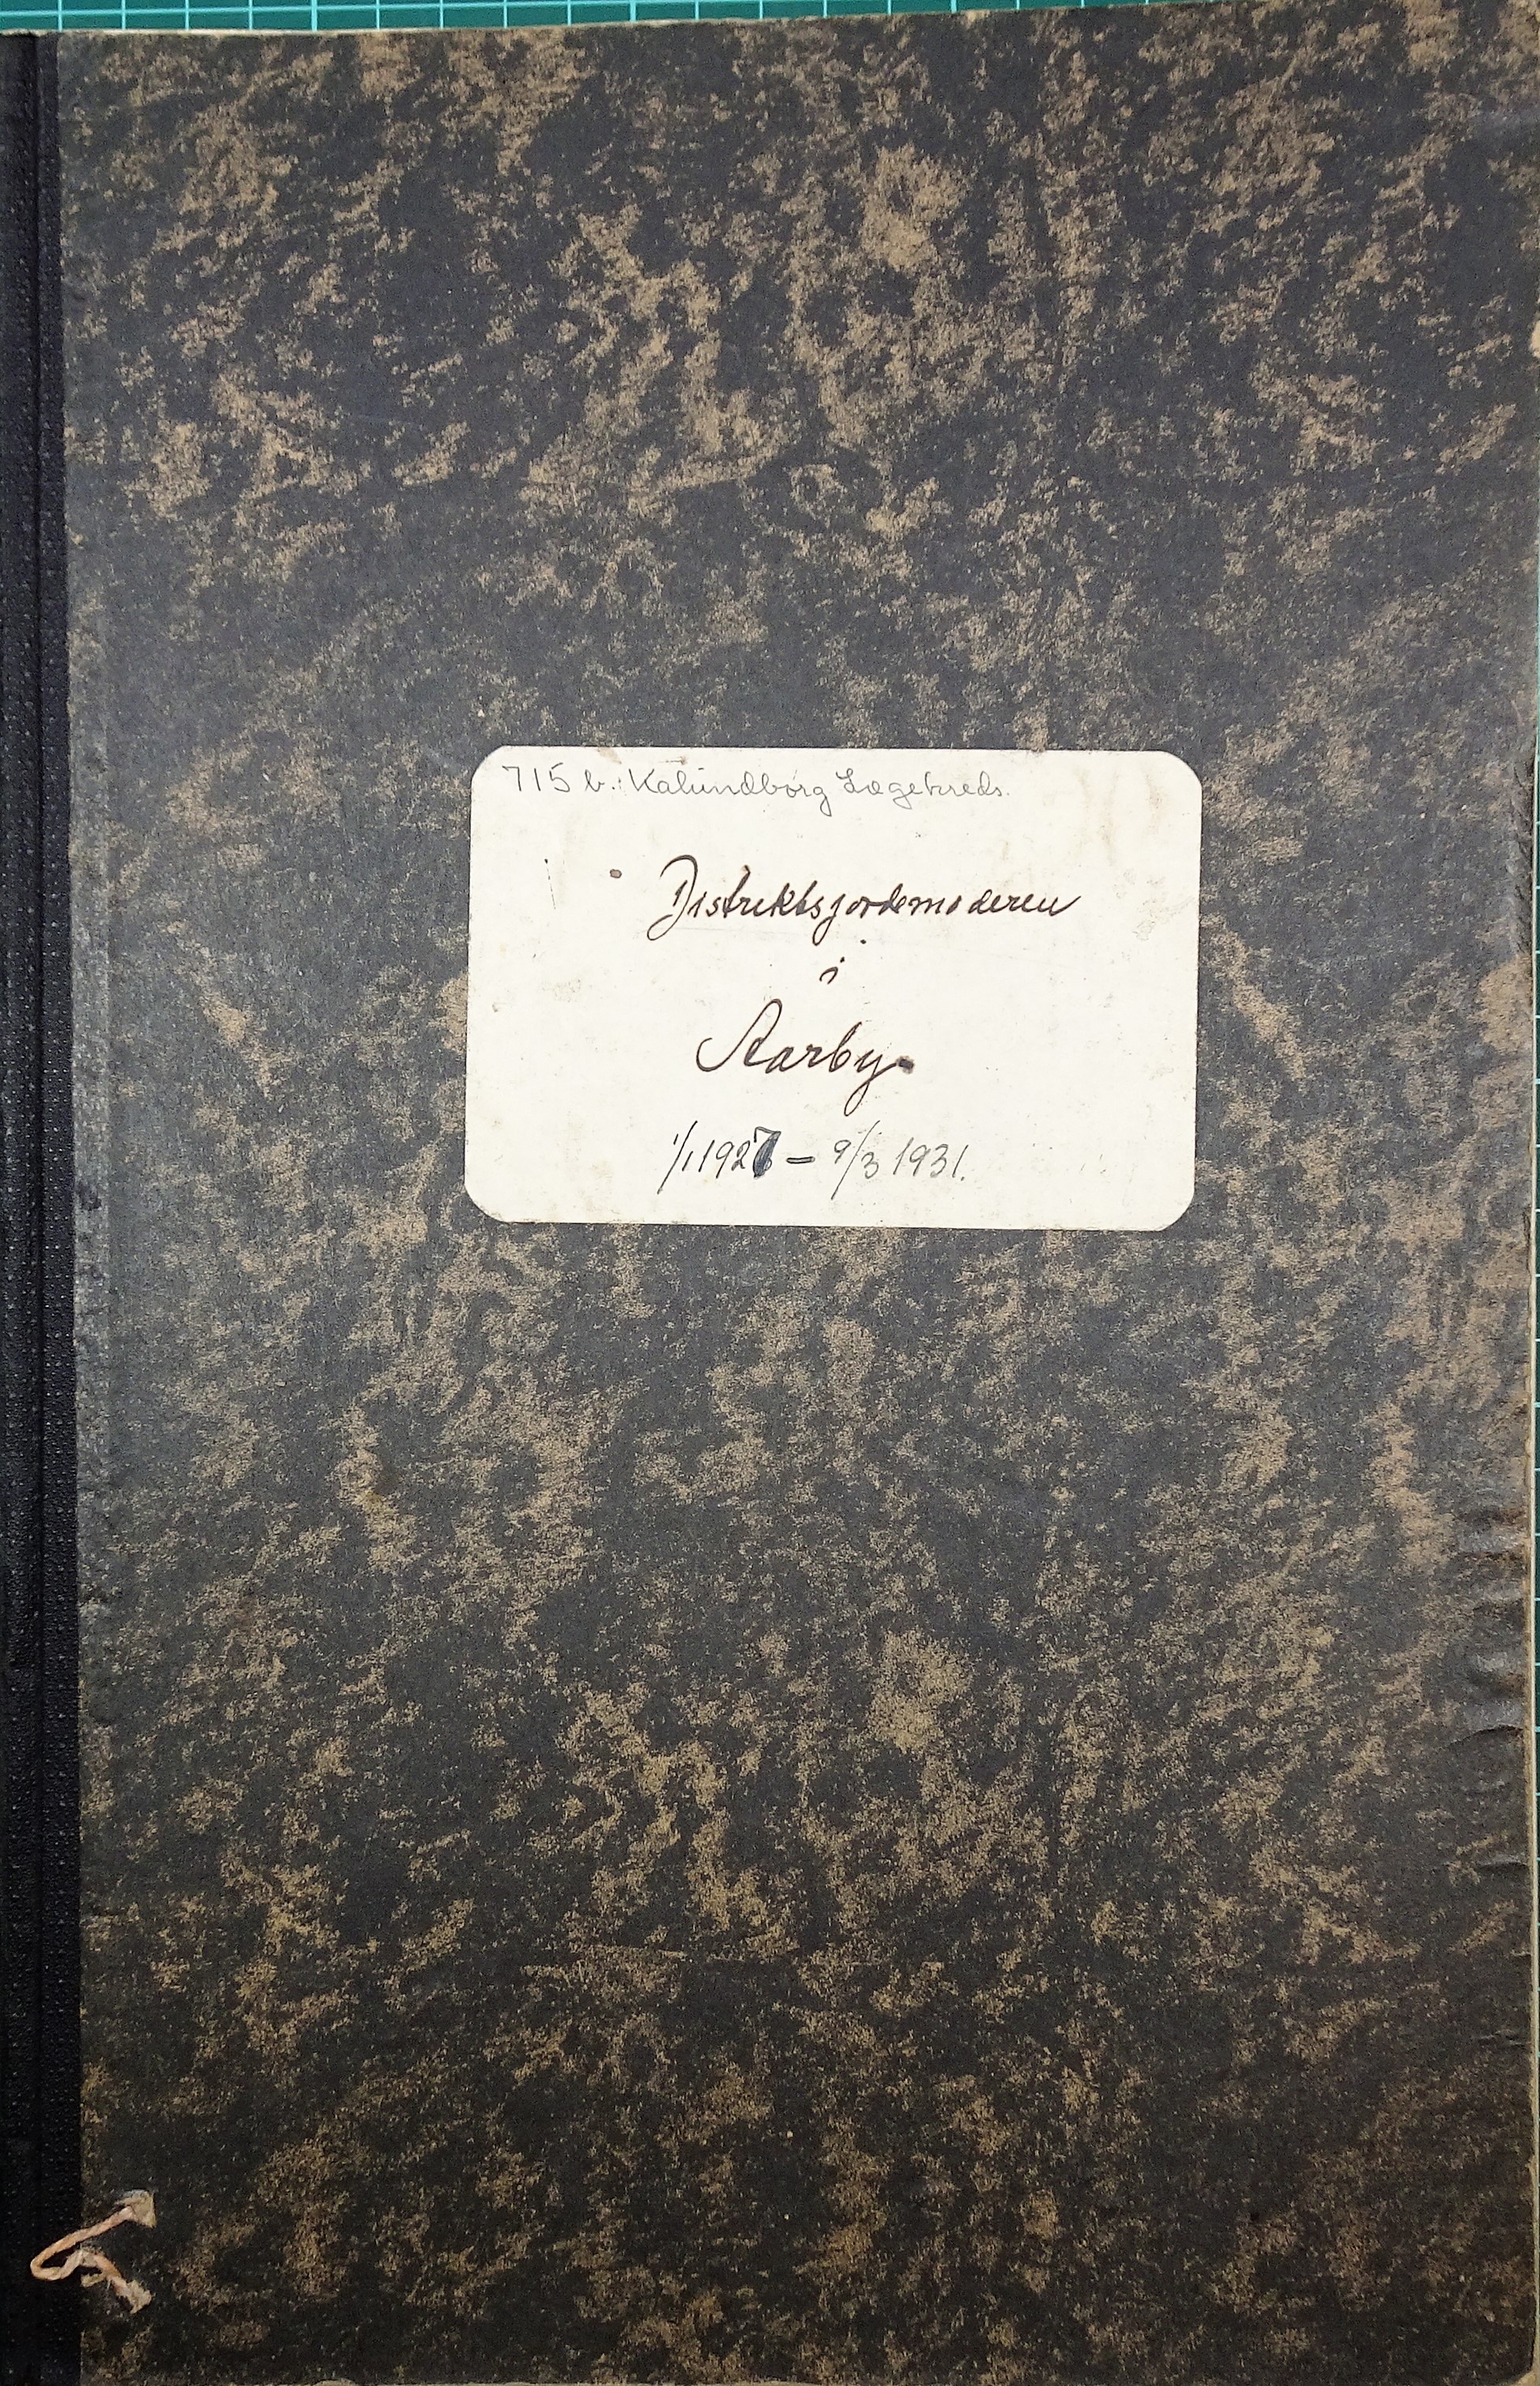 715 b. Kalundborg Lægekreds.
Distriktsjordemoderen
i
Aarby.
1/1 1927 – 9/3 1931.